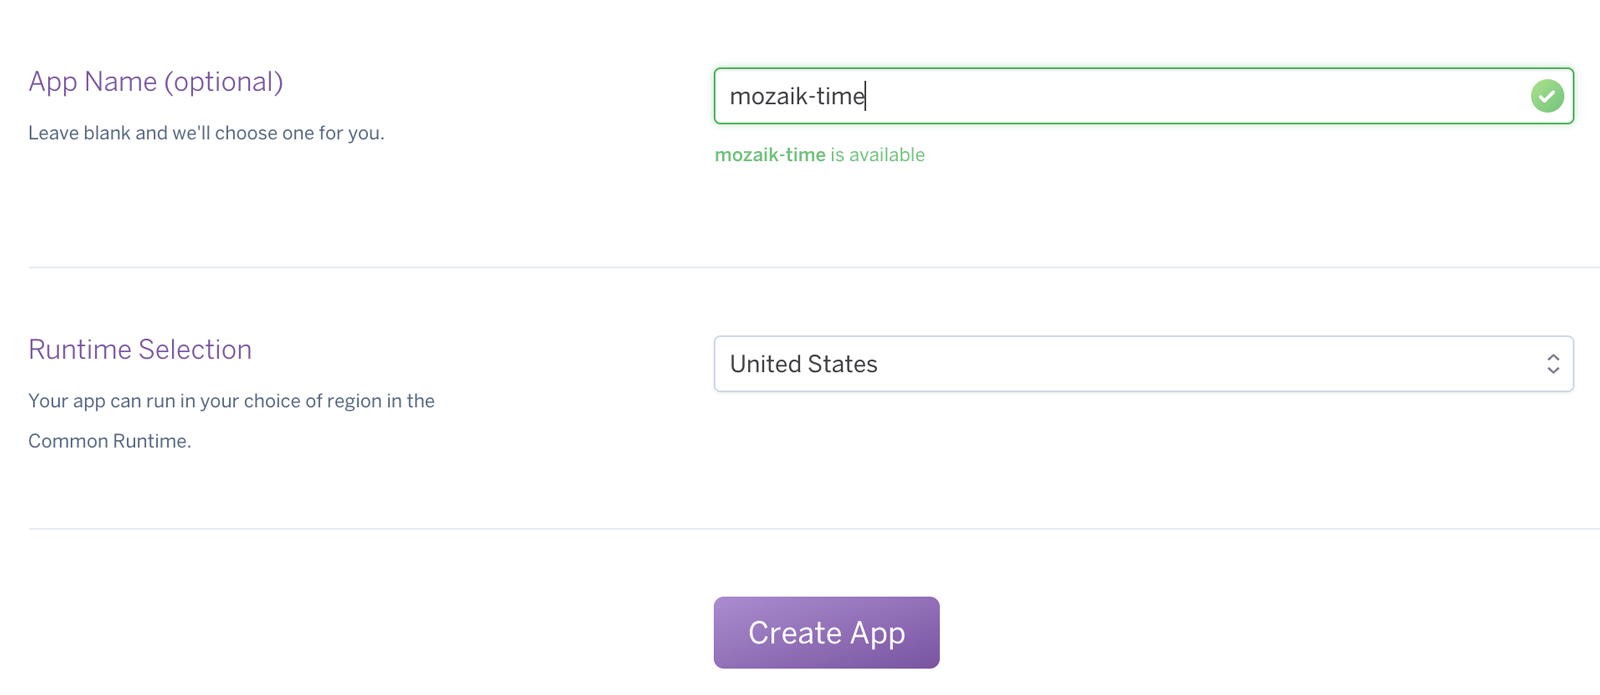 App Name (optional)
mozaik-time
Leave blank and we'll choose one for you.
mozaik-time is available
Runtime Selection
United States
Your app can run in your choice of region in the
Common Runtime.
Create App